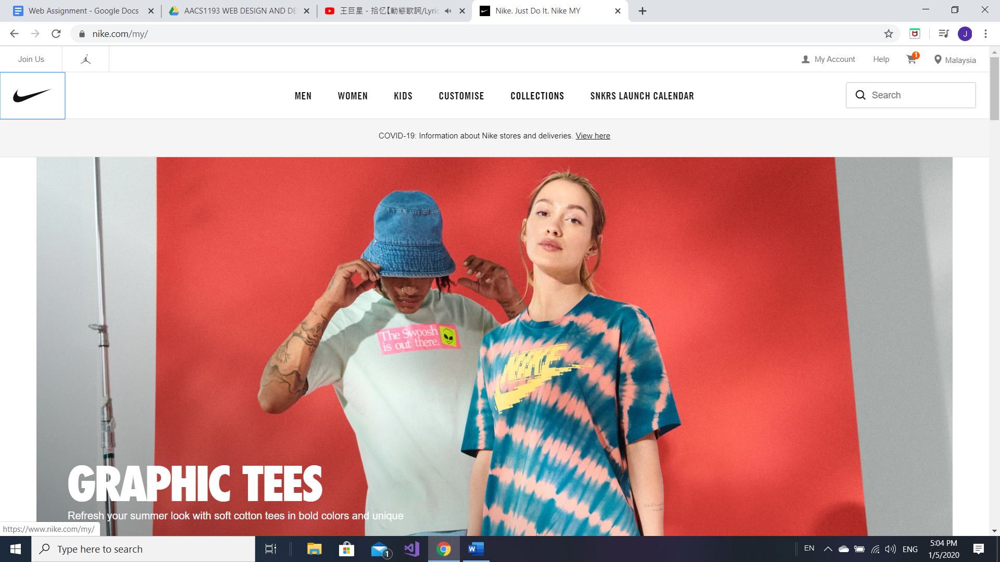 Web Assignment - Google Docs
AACS1193 WEB DESIGN AND DE
王巨星 - 拾忆【動態歌詞/Lyric
Nike. Just Do It. Nike MY
nike.com/my/
J
Join Us
My Account
Help
1
Malaysia
MEN
WOMEN
KIDS
CUSTOMISE
COLLECTIONS
SNKRS LAUNCH CALENDAR
Search
COVID-19: Information about Nike stores and deliveries. View here
The Swoosh
is out there.
NIKE
GRAPHIC TEES
Refresh your summer look with soft cotton tees in bold colors and unique
https://www.nike.com/my/
Type here to search
1
W
EN
ENG
5:04 PM
1/5/2020